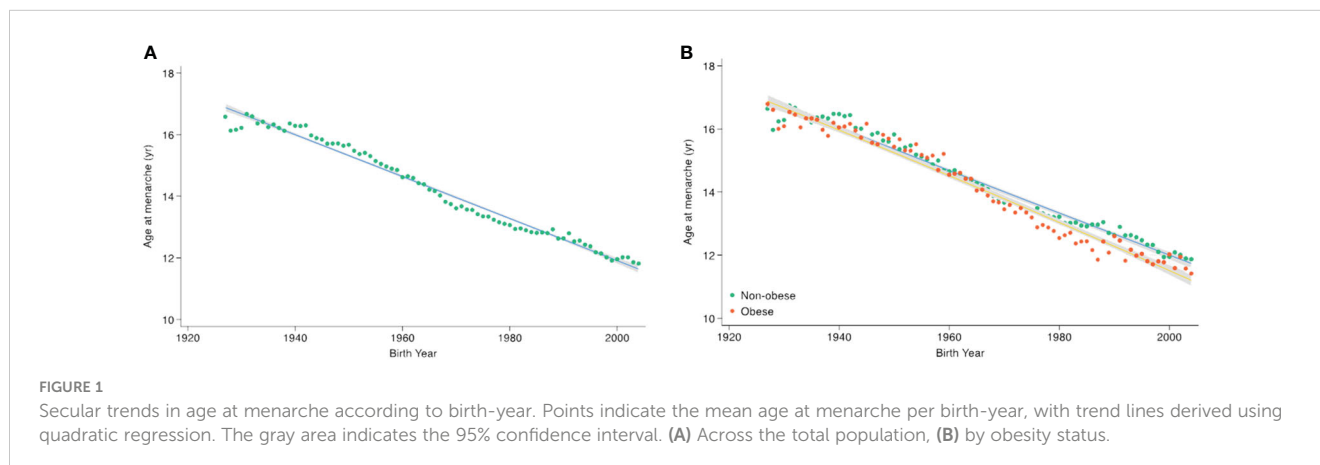 A
18
16
14
12
10
Age at menarche (yr)
1920 1940 1960 1980 2000
Birth Year
B
18
16
14
12
10
Age at menarche (yr)
Non-obese
Obese
1920 1940 1960 1980 2000
Birth Year
FIGURE 1
Secular trends in age at menarche according to birth-year. Points indicate the mean age at menarche per birth-year, with trend lines derived using
quadratic regression. The gray area indicates the 95% confidence interval. (A) Across the total population, (B) by obesity status.